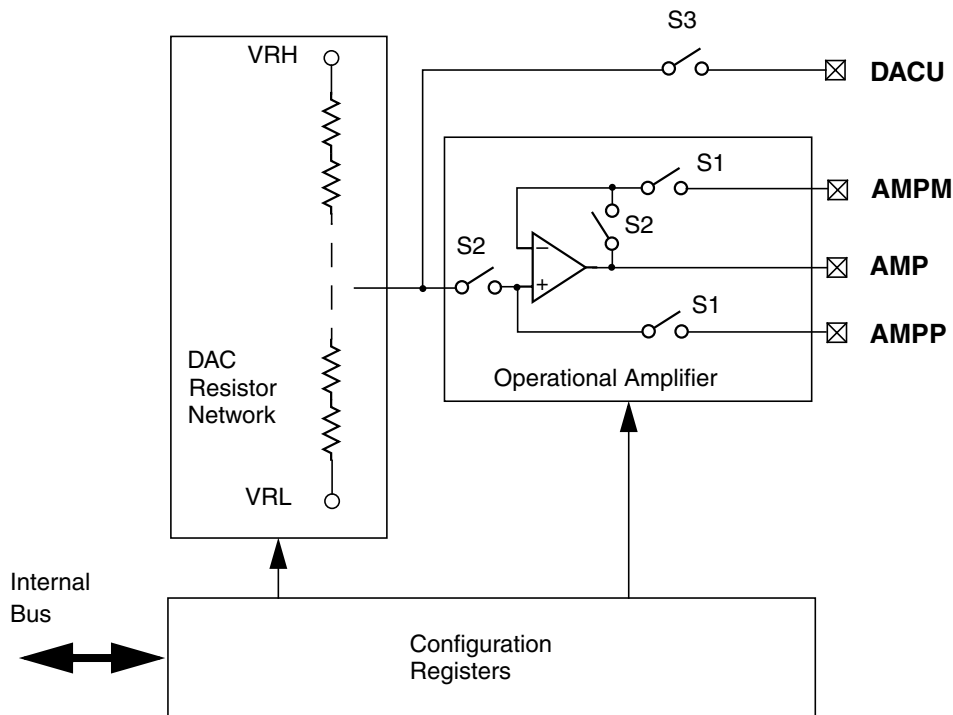 S3
VRH
DACU
S1
AMPM
S2
S2
−
AMP
+
S1
AMPP
DAC
Resistor
Network
Operational Amplifier
VRL
Internal
Bus
Configuration
Registers